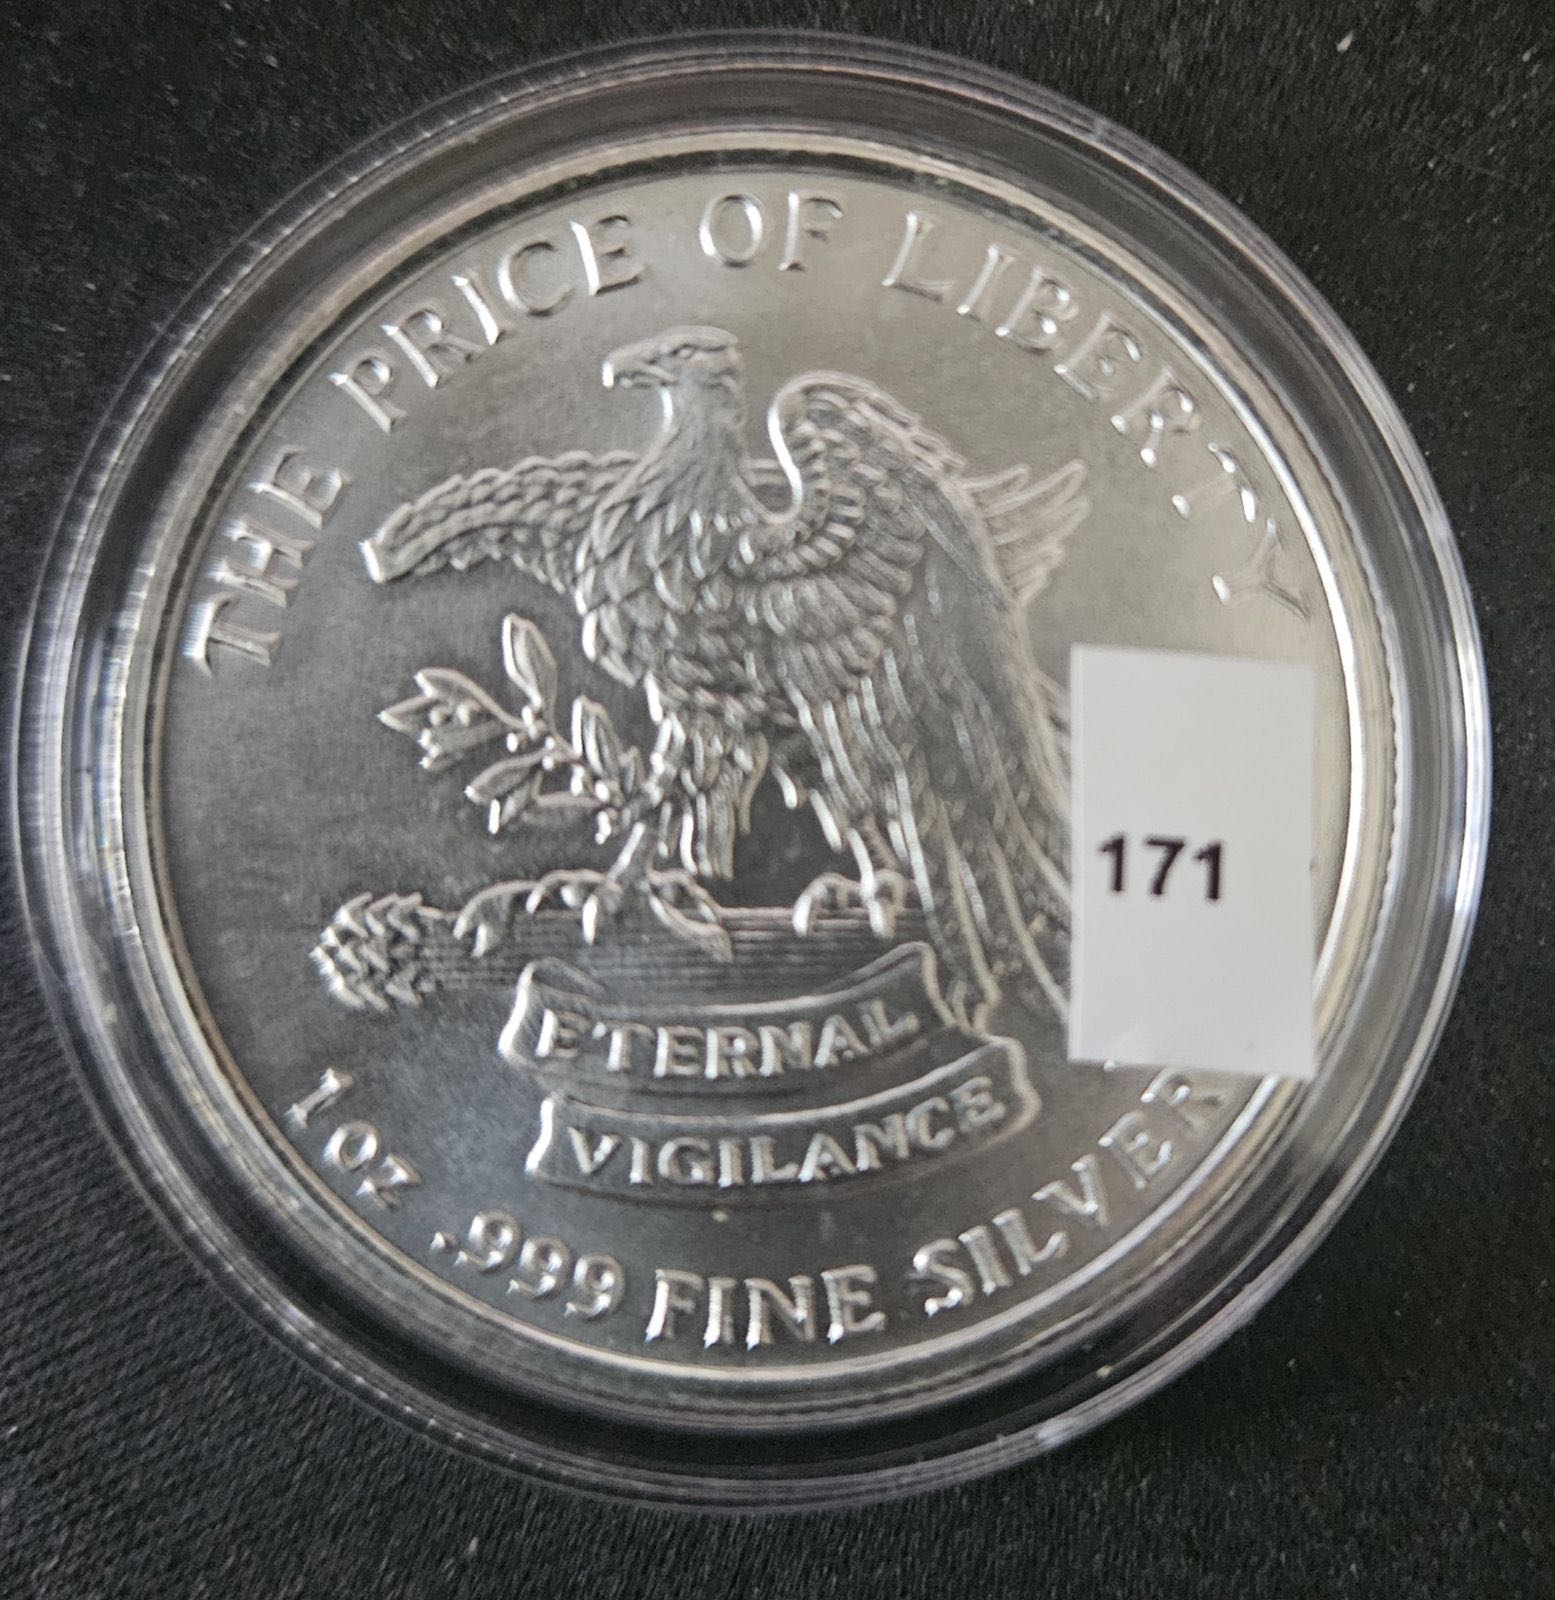 THE PRICE OF LIBERTY
171
ETERNAL
VIGILANCE
1 oz .999 FINE SILVER